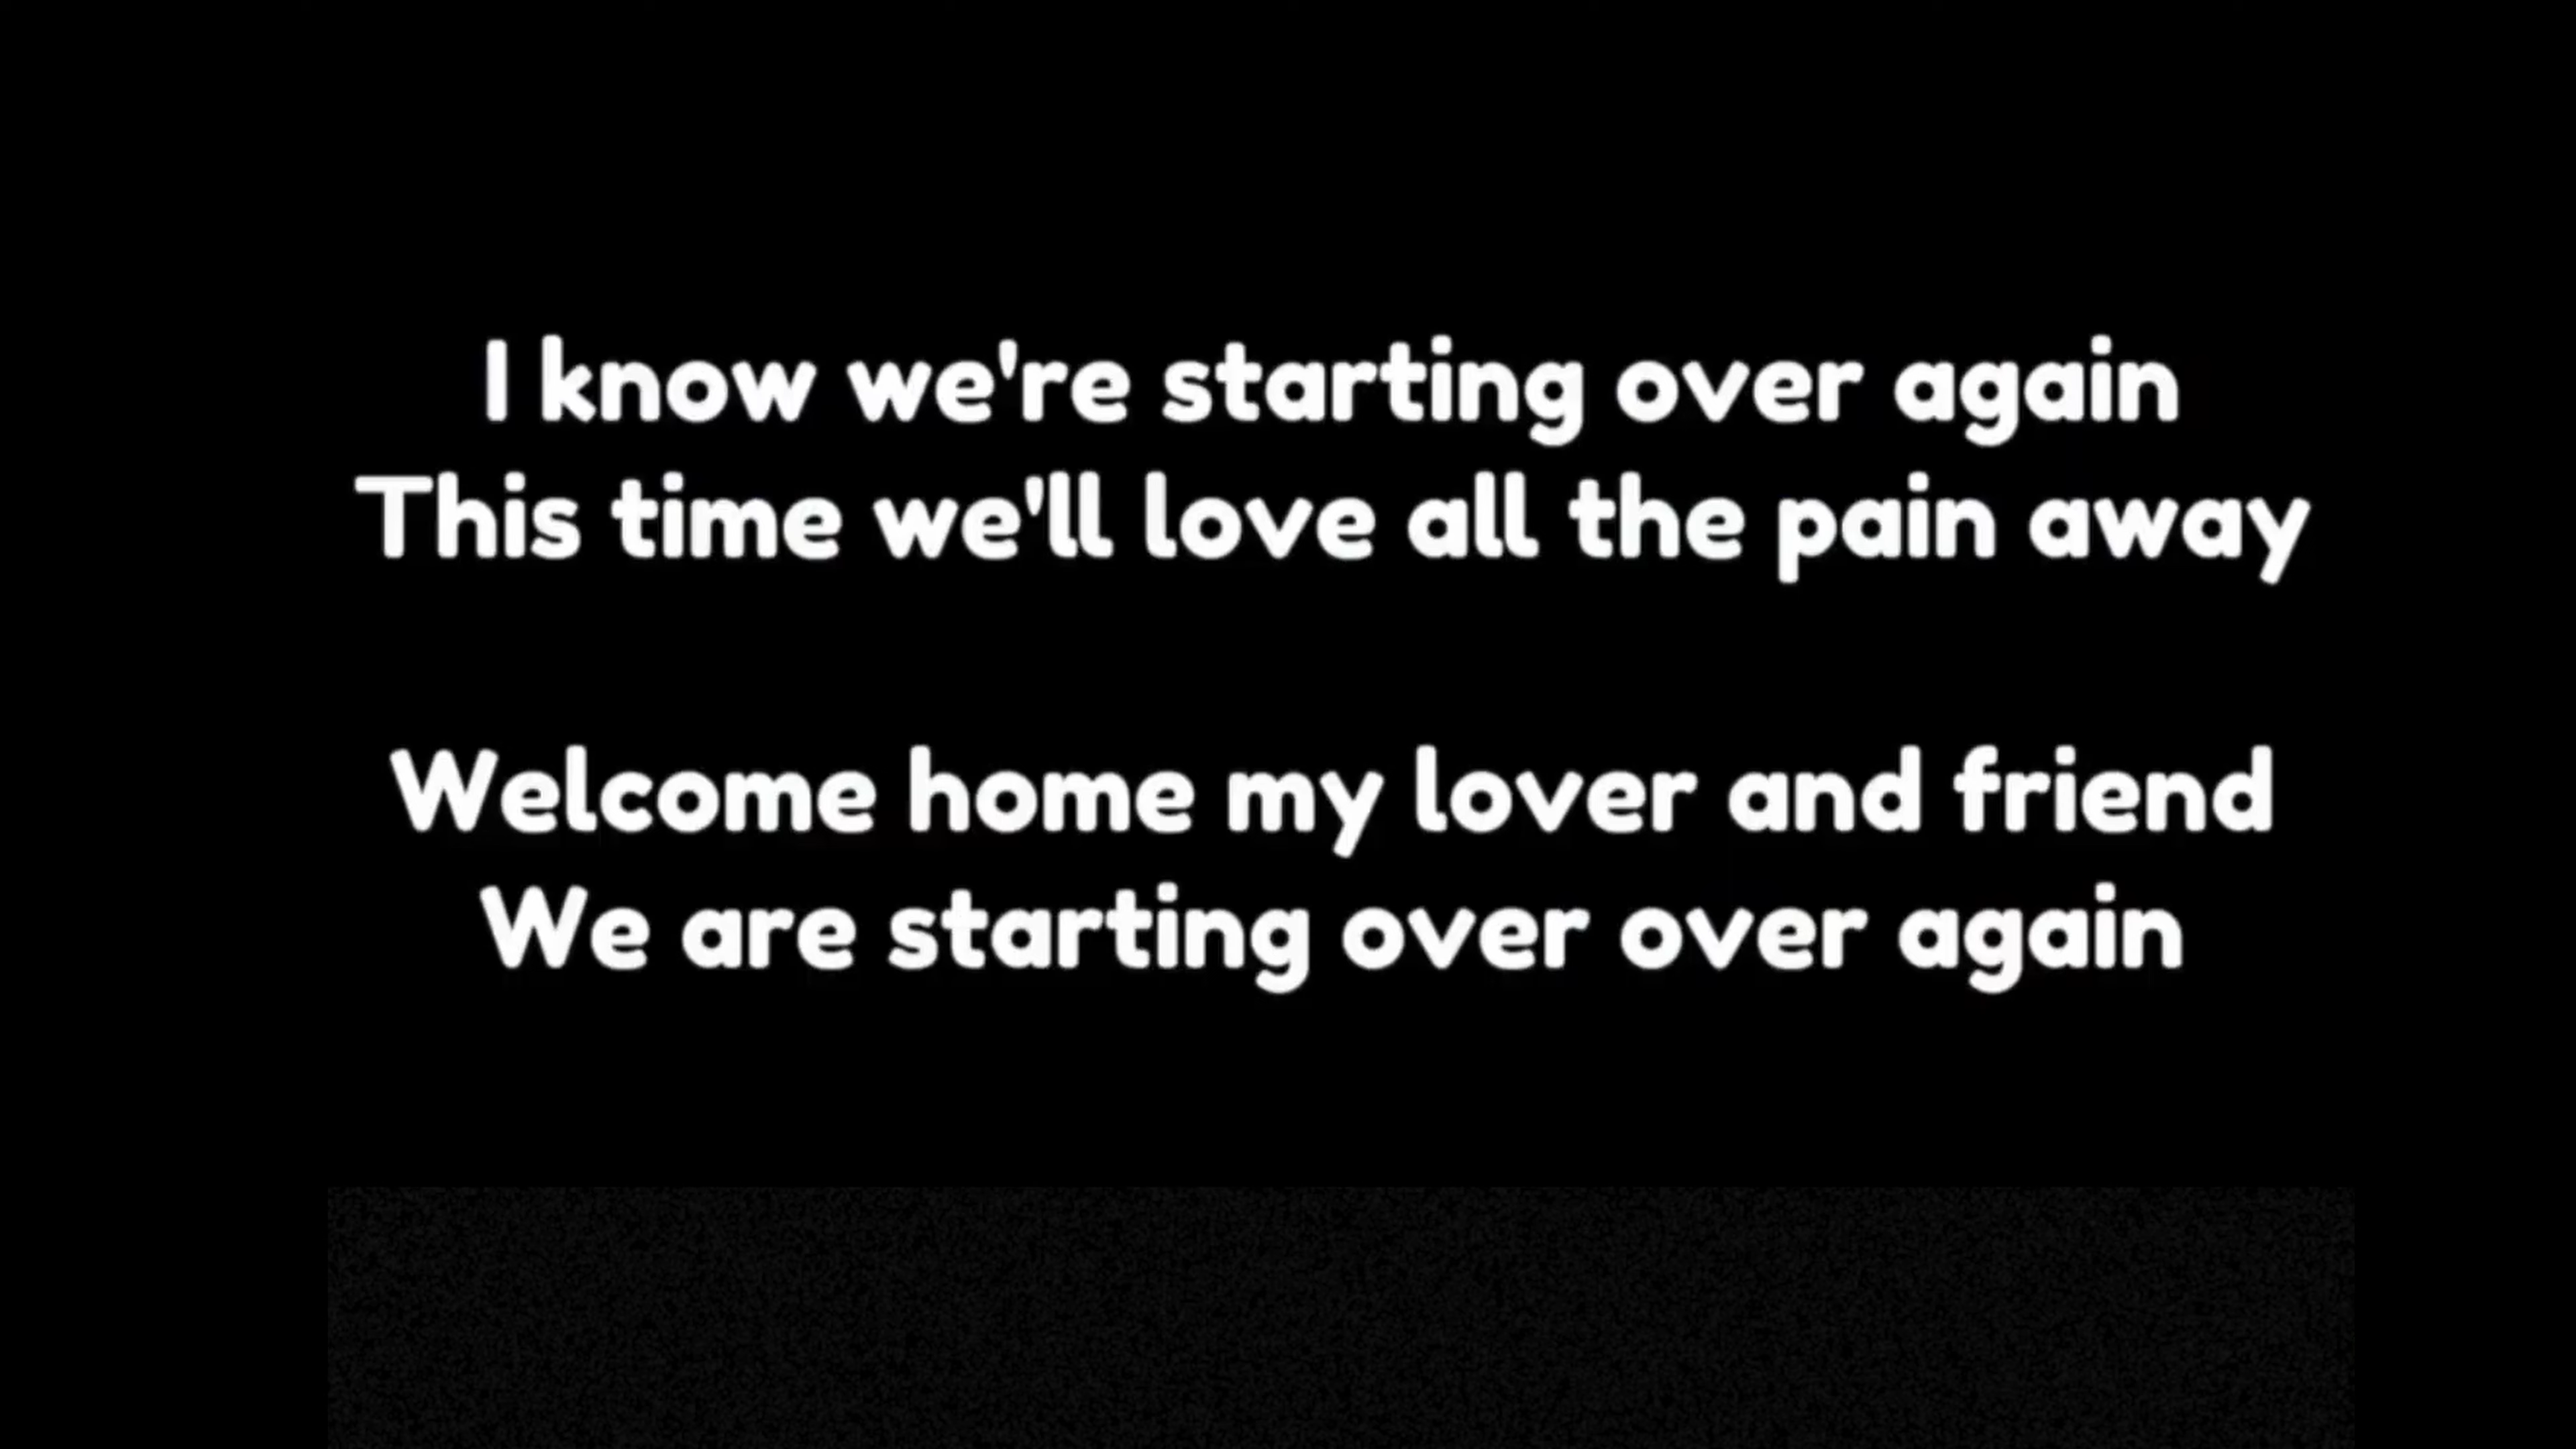 I know we're starting over again
This time we'll love all the pain away
Welcome home my lover and friend
We are starting over over again